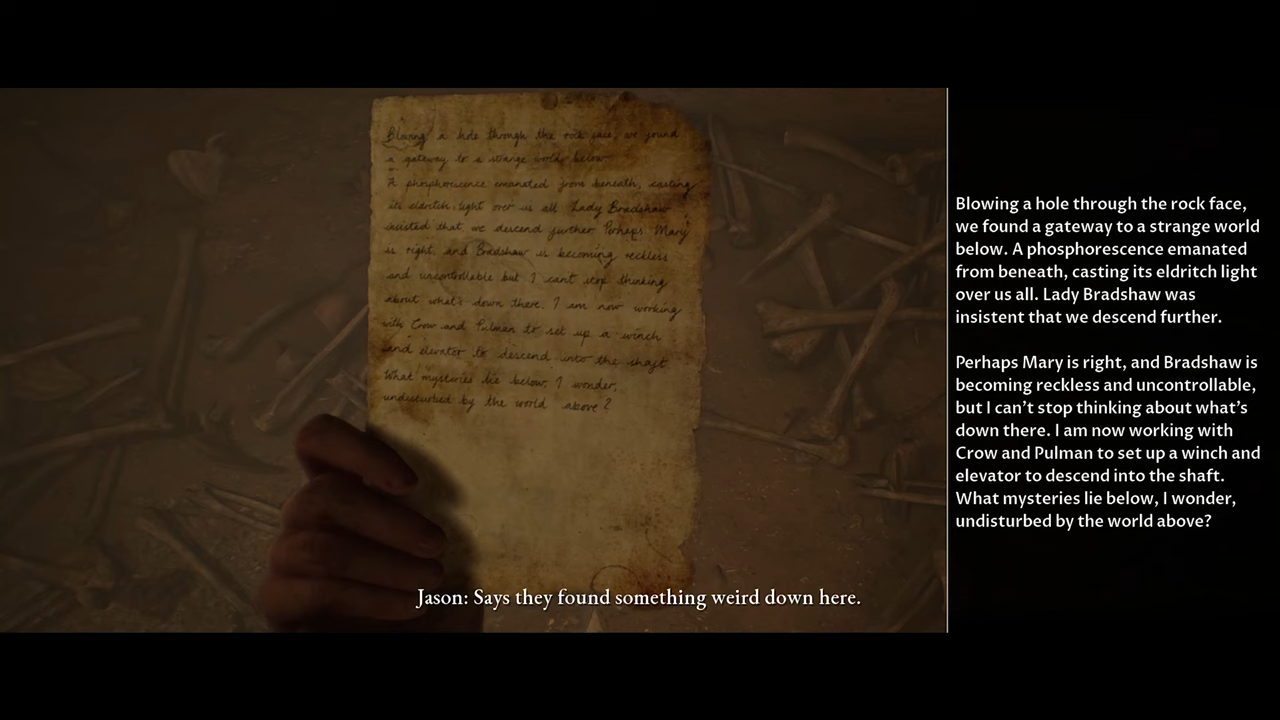 Blowing a hole through the rock face, we found
a gateway to a strange world below.
A phosphorescence emanated from beneath, casting
its eldritch light over us all. Lady Bradshaw
insisted that we descend further. Perhaps Mary
is right, and Bradshaw is becoming reckless
and uncontrollable but I can't stop thinking
about what's down there. I am now working
with Crow and Pulman to set up a winch
and elevator to descend into the shaft.
What mysteries lie below, I wonder,
undisturbed by the world above?
Jason: Says they found something weird down here.
Blowing a hole through the rock face,
we found a gateway to a strange world
below. A phosphorescence emanated
from beneath, casting its eldritch light
over us all. Lady Bradshaw was
insistent that we descend further.
Perhaps Mary is right, and Bradshaw is
becoming reckless and uncontrollable,
but I can't stop thinking about what's
down there. I am now working with
Crow and Pulman to set up a winch and
elevator to descend into the shaft.
What mysteries lie below, I wonder,
undisturbed by the world above?